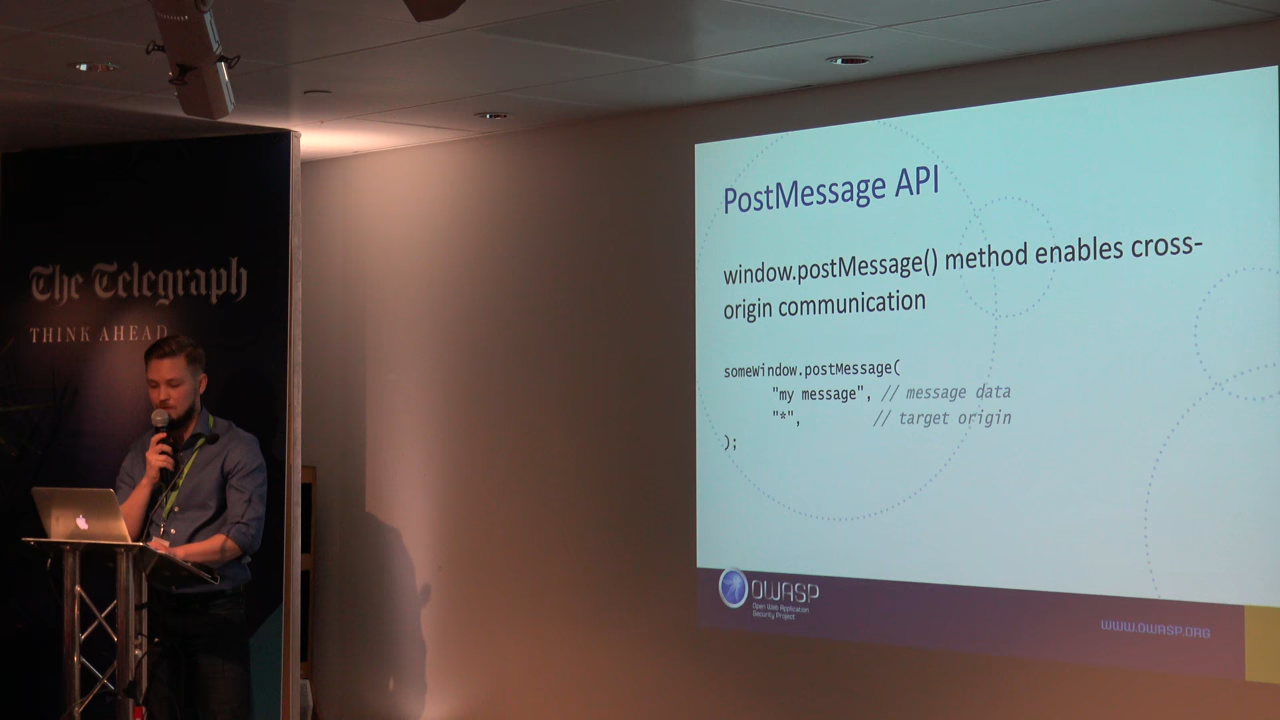 The Telegraph
THINK AHEAD
PostMessage API
window.postMessage() method enables cross-
origin communication
someWindow.postMessage(
"my message", // message data
"*", // target origin
);
OWASP
Open Web Application
Security Project
WWW.OWASP.ORG